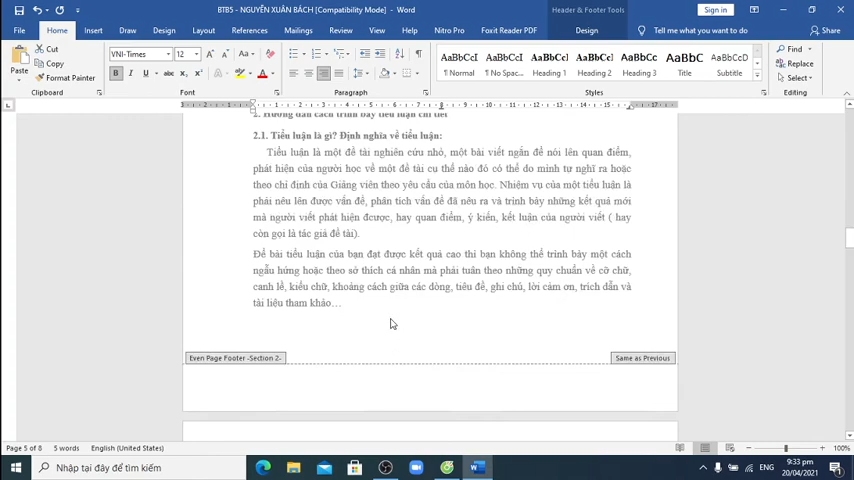 BTB5 - NGUYỄN XUÂN BÁCH [Compatibility Mode] - Word
Header & Footer Tools
Sign in
File Home Insert Draw Design Layout References Mailings Review View Nitro Pro Foxit Reader PDF Design Tell me what you want to do Share
Paste
Cut
Copy
Format Painter
Clipboard
VNI-Times 12
B I U abc
Font
Paragraph
AaBbCc AaBbCc AaBbCc AaBbCc AaBbCc AaBbC AaBbCc
¶ Normal ¶ No Spac... Heading 1 Heading 2 Heading 3 Title Subtitle
Styles
Find
Replace
Select
Editing
2. Hướng dẫn cách trình bày tiểu luận chi tiết
2.1. Tiểu luận là gì? Định nghĩa về tiểu luận:
Tiểu luận là một đề tài nghiên cứu nhỏ, một bài viết ngắn để nói lên quan điểm,
phát hiện của người học về một đề tài cụ thể nào đó có thể do mình tự nghĩ ra hoặc
theo chỉ định của Giảng viên theo yêu cầu của môn học. Nhiệm vụ của một tiểu luận là
phải nêu lên được vấn đề, phân tích vấn đề đã nêu ra và trình bày những kết quả mới
mà người viết phát hiện đcược, hay quan điểm, ý kiến, kết luận của người viết ( hay
còn gọi là tác giả đề tài).
Để bài tiểu luận của bạn đạt được kết quả cao thì bạn không thể trình bày một cách
ngẫu hứng hoặc theo sở thích cá nhân mà phải tuân theo những quy chuẩn về cỡ chữ,
canh lề, kiểu chữ, khoảng cách giữa các dòng, tiêu đề, ghi chú, lời cảm ơn, trích dẫn và
tài liệu tham khảo…
Even Page Footer -Section 2-
Same as Previous
Page 5 of 8 5 words English (United States)
100%
Nhập tại đây để tìm kiếm
ENG
9:33 pm
20/04/2021